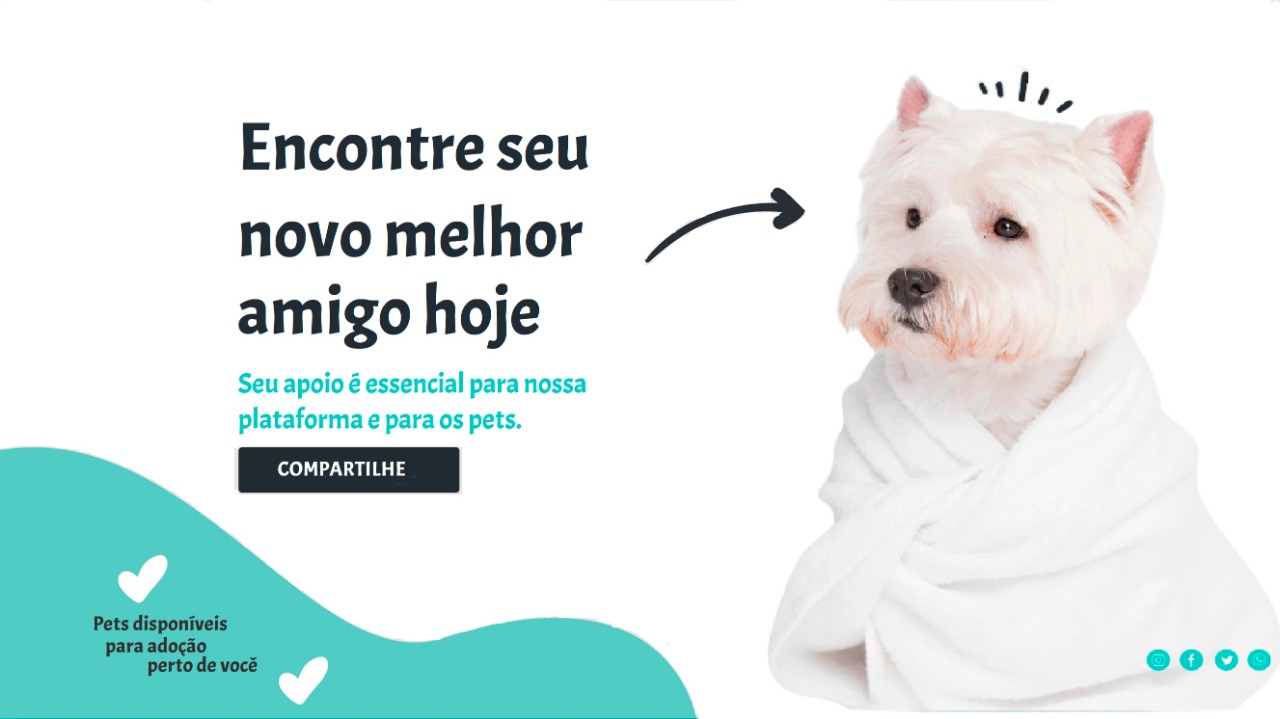 Encontre seu
novo melhor
amigo hoje
Seu apoio é essencial para nossa
plataforma e para os pets.
COMPARTILHE
Pets disponíveis
para adoção
perto de você